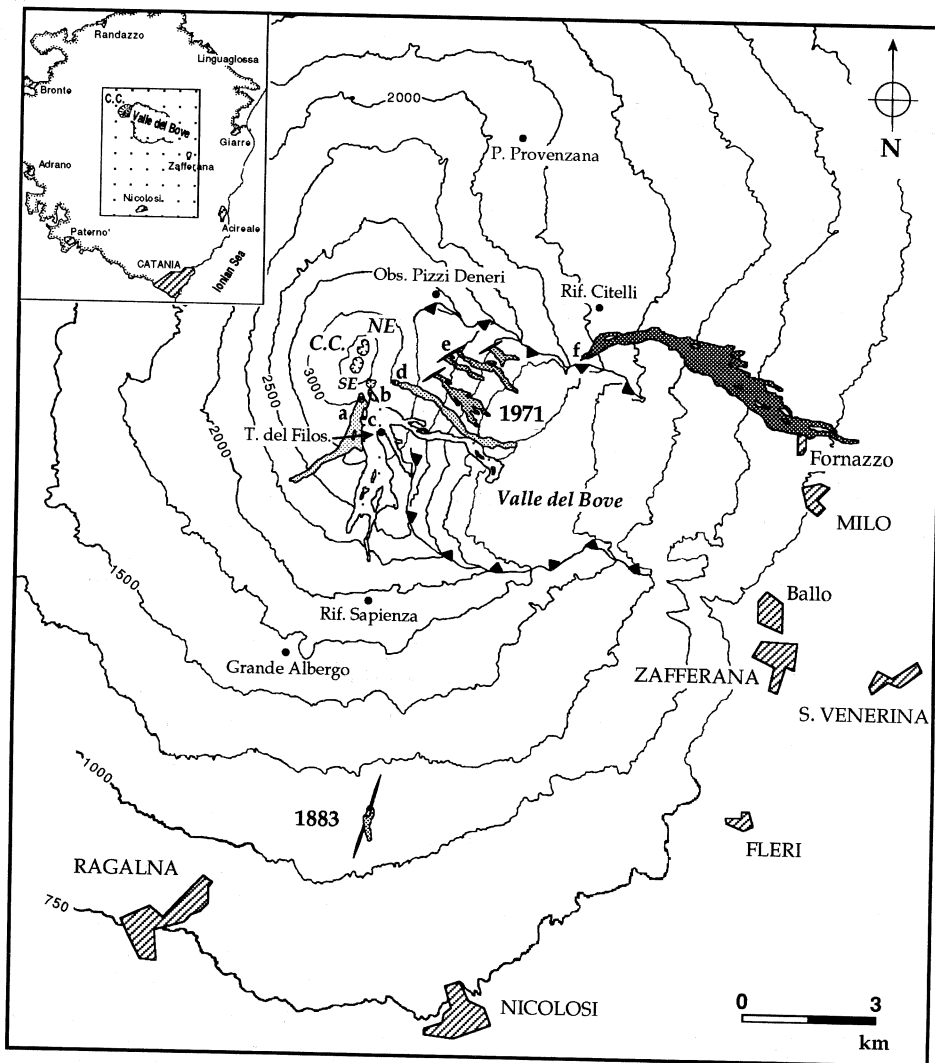 Randazzo
Linguaglossa
Bronte
C.C.
Valle del Bove
Giarre
Zafferana
Adrano
Nicolosi
Acireale
Paterno'
CATANIA
Ionian Sea
N
2000
P. Provenzana
Obs. Pizzi Deneri
Rif. Citelli
NE
C.C.
3000
SE
2500
2000
a
b
c.
d
e
f
1971
T. del Filos.
Fornazzo
Valle del Bove
MILO
1500
Rif. Sapienza
Ballo
Grande Albergo
ZAFFERANA
S. VENERINA
1000
1883
FLERI
RAGALNA
750
NICOLOSI
0 3
km